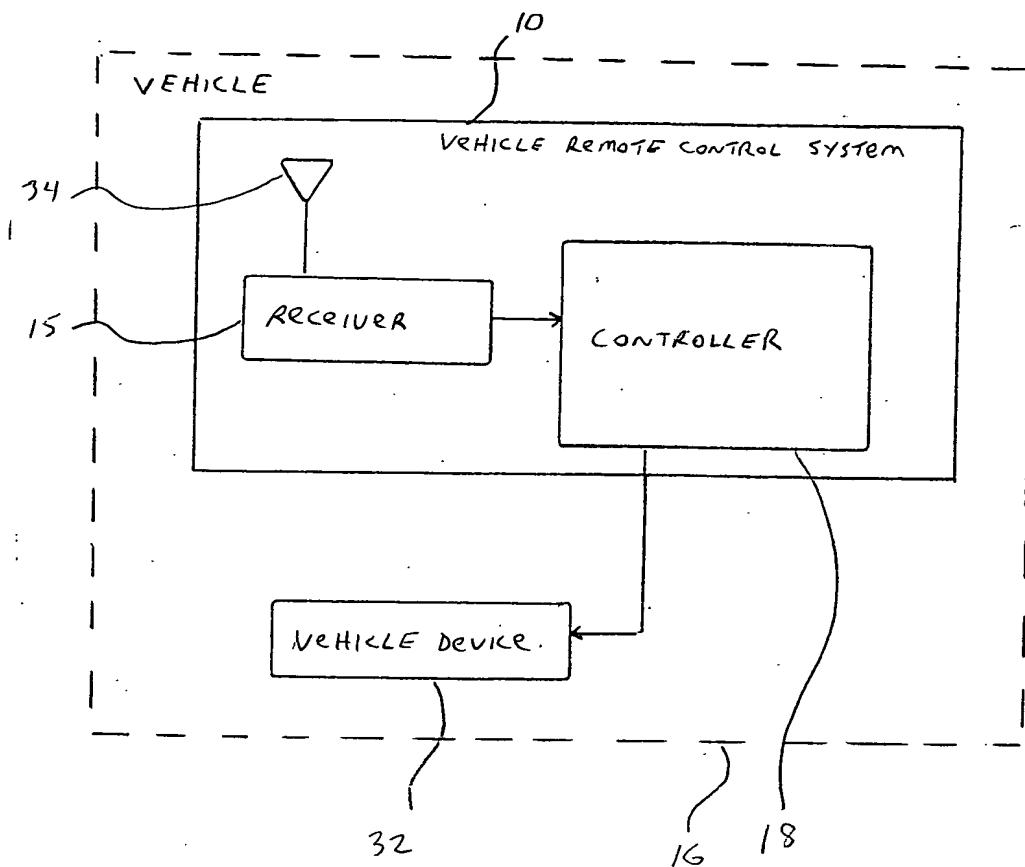 10
VEHICLE
VEHICLE REMOTE CONTROL SYSTEM
34
15
RECEIVER
CONTROLLER
VEHICLE DEVICE.
32
16
18